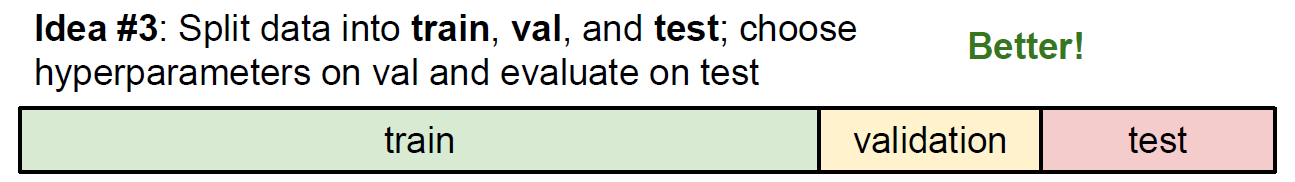 Idea #3: Split data into train, val, and test; choose
hyperparameters on val and evaluate on test
Better!
train
validation
test